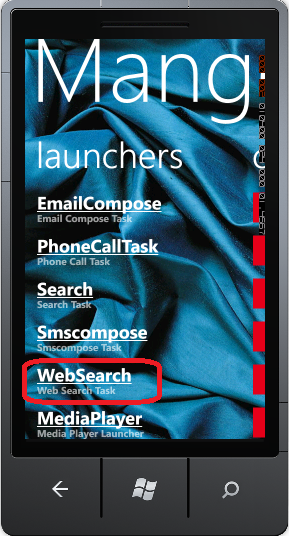 Mang
launchers
EmailCompose
Email Compose Task
PhoneCallTask
Phone Call Task
Search
Search Task
Smscompose
Smscompose Task
WebSearch
Web Search Task
MediaPlayer
Media Player Launcher